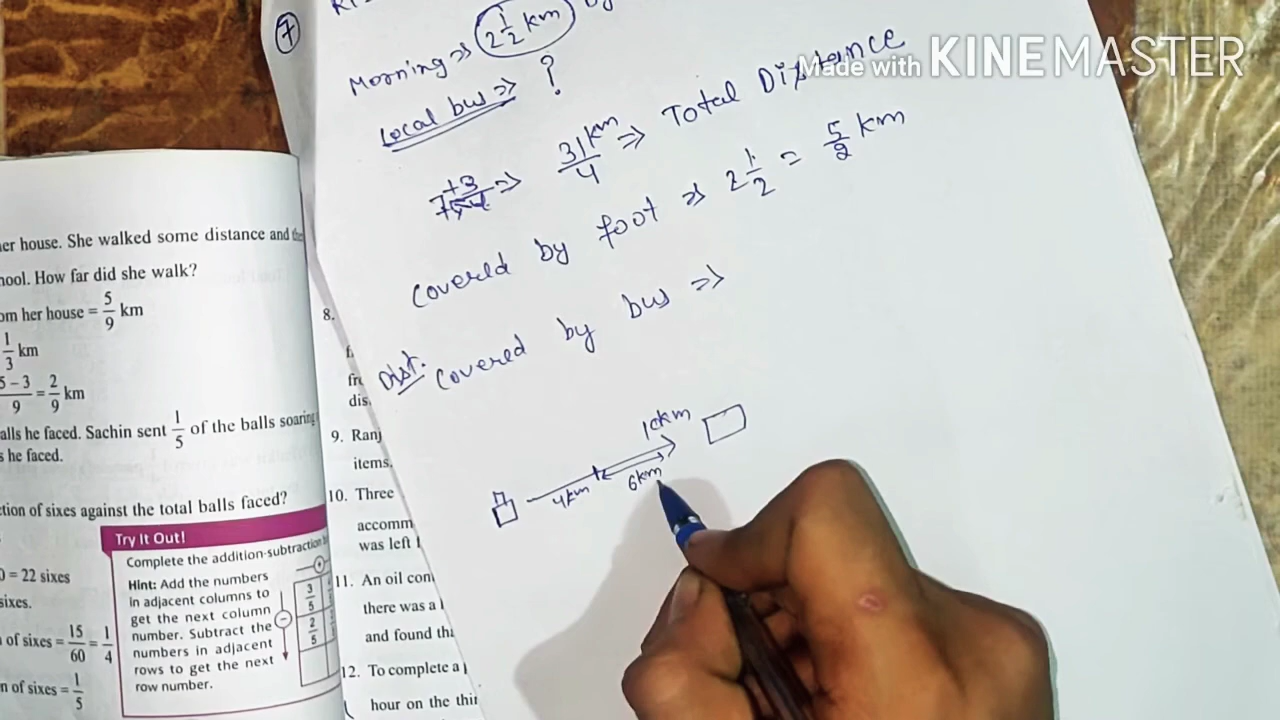 Made with KINEMASTER
7
Morning => 2 1/2 km by
Local bus => ?
31/4 km => Total Distance
covered by foot => 2 1/2 = 5/2 km
Dist. covered by bus =>
10km
4km 6km
her house. She walked some distance and
How far did she walk?
her house = 5/9 km
1/3 km
5 - 3/9 = 2/9 km
he faced. Sachin sent 1/5 of the balls soaring
he faced.
of sixes against the total balls faced?
= 22 sixes
sixes.
of sixes = 15/60 = 1/4
of sixes = 1/5
Try It Out!
Complete the addition-subtraction
Hint: Add the numbers
in adjacent columns to
get the next column
number. Subtract the
numbers in adjacent
rows to get the next
row number.
3/5
2/5
8.
9. Ranj
items.
10. Three
accomm
was left
11. An oil con
there was a
and found tha
12. To complete a
hour on the thir